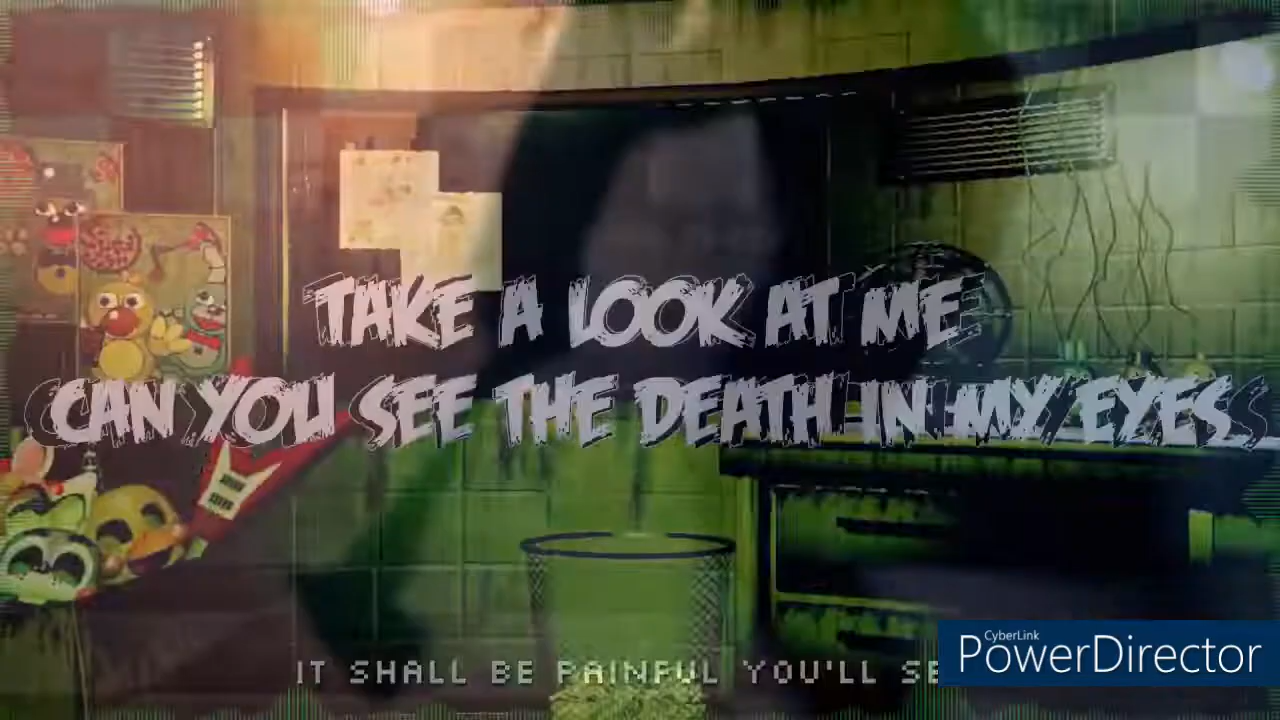 TAKE A LOOK AT ME
CAN YOU SEE THE DEATH IN MY EYES
IT SHALL BE PAINFUL YOU'LL
CyberLink
PowerDirector